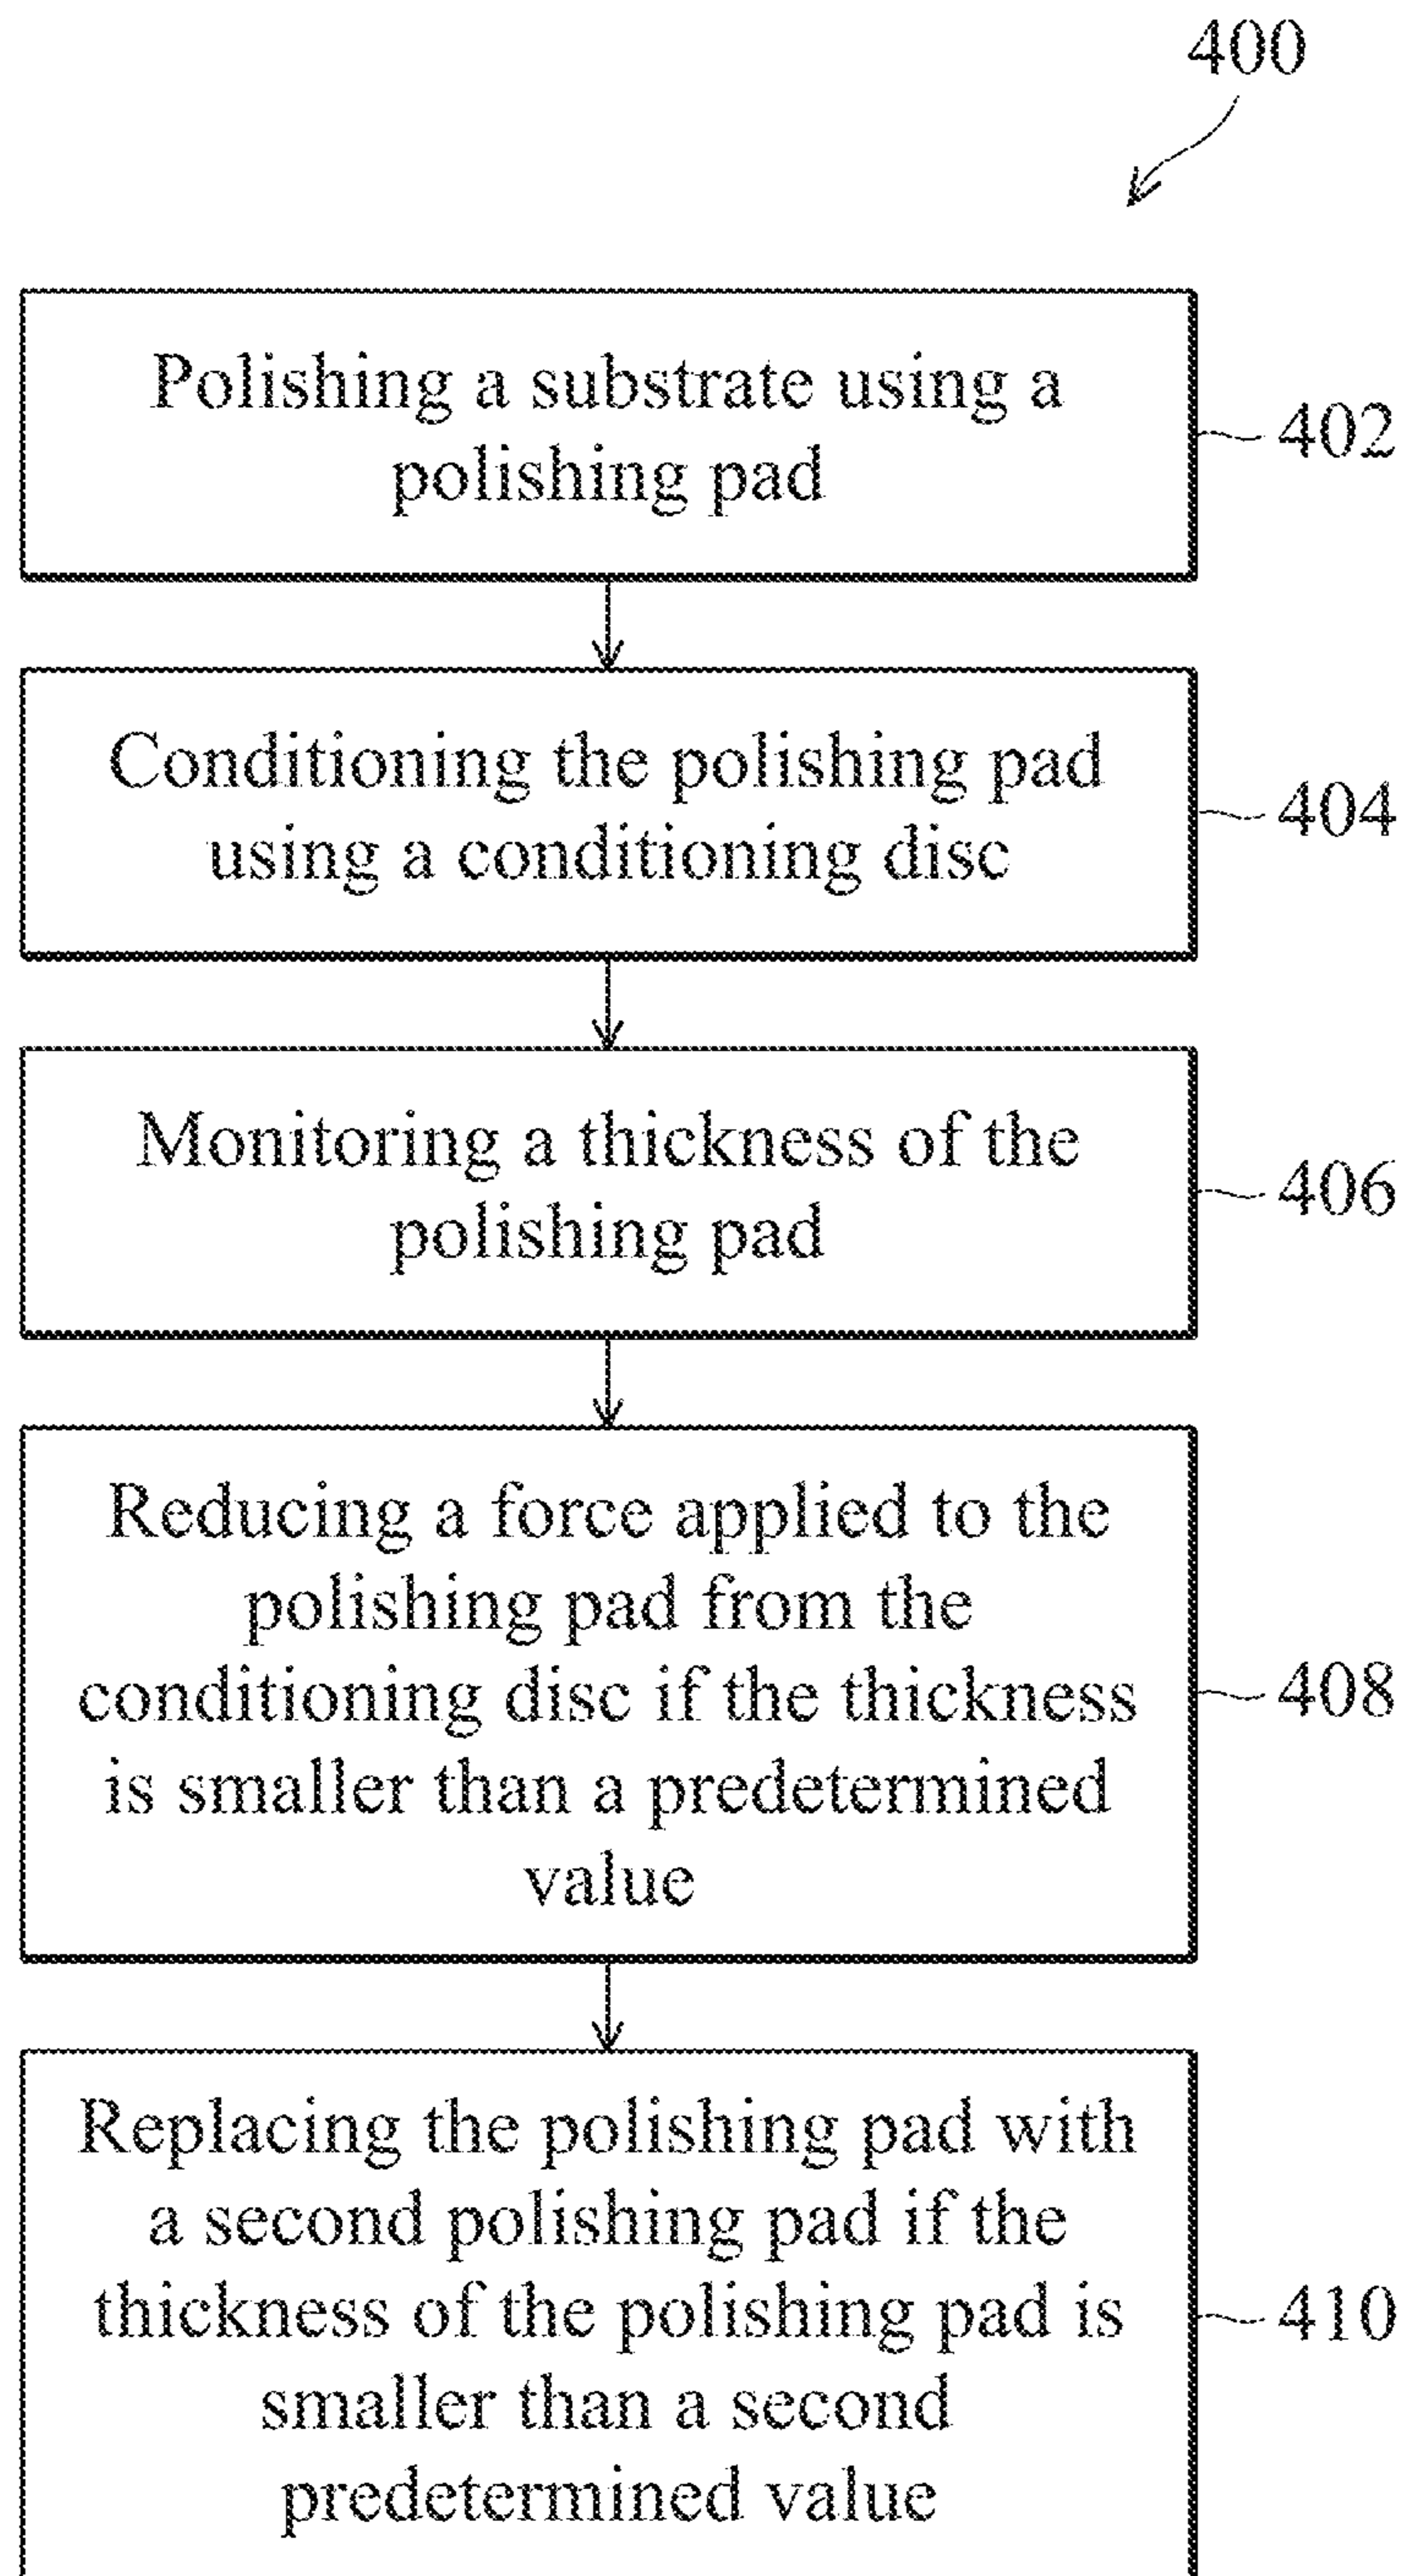 400
Polishing a substrate using a
polishing pad
402
Conditioning the polishing pad
using a conditioning disc
404
Monitoring a thickness of the
polishing pad
406
Reducing a force applied to the
polishing pad from the
conditioning disc if the thickness
is smaller than a predetermined
value
408
Replacing the polishing pad with
a second polishing pad if the
thickness of the polishing pad is
smaller than a second
predetermined value
410